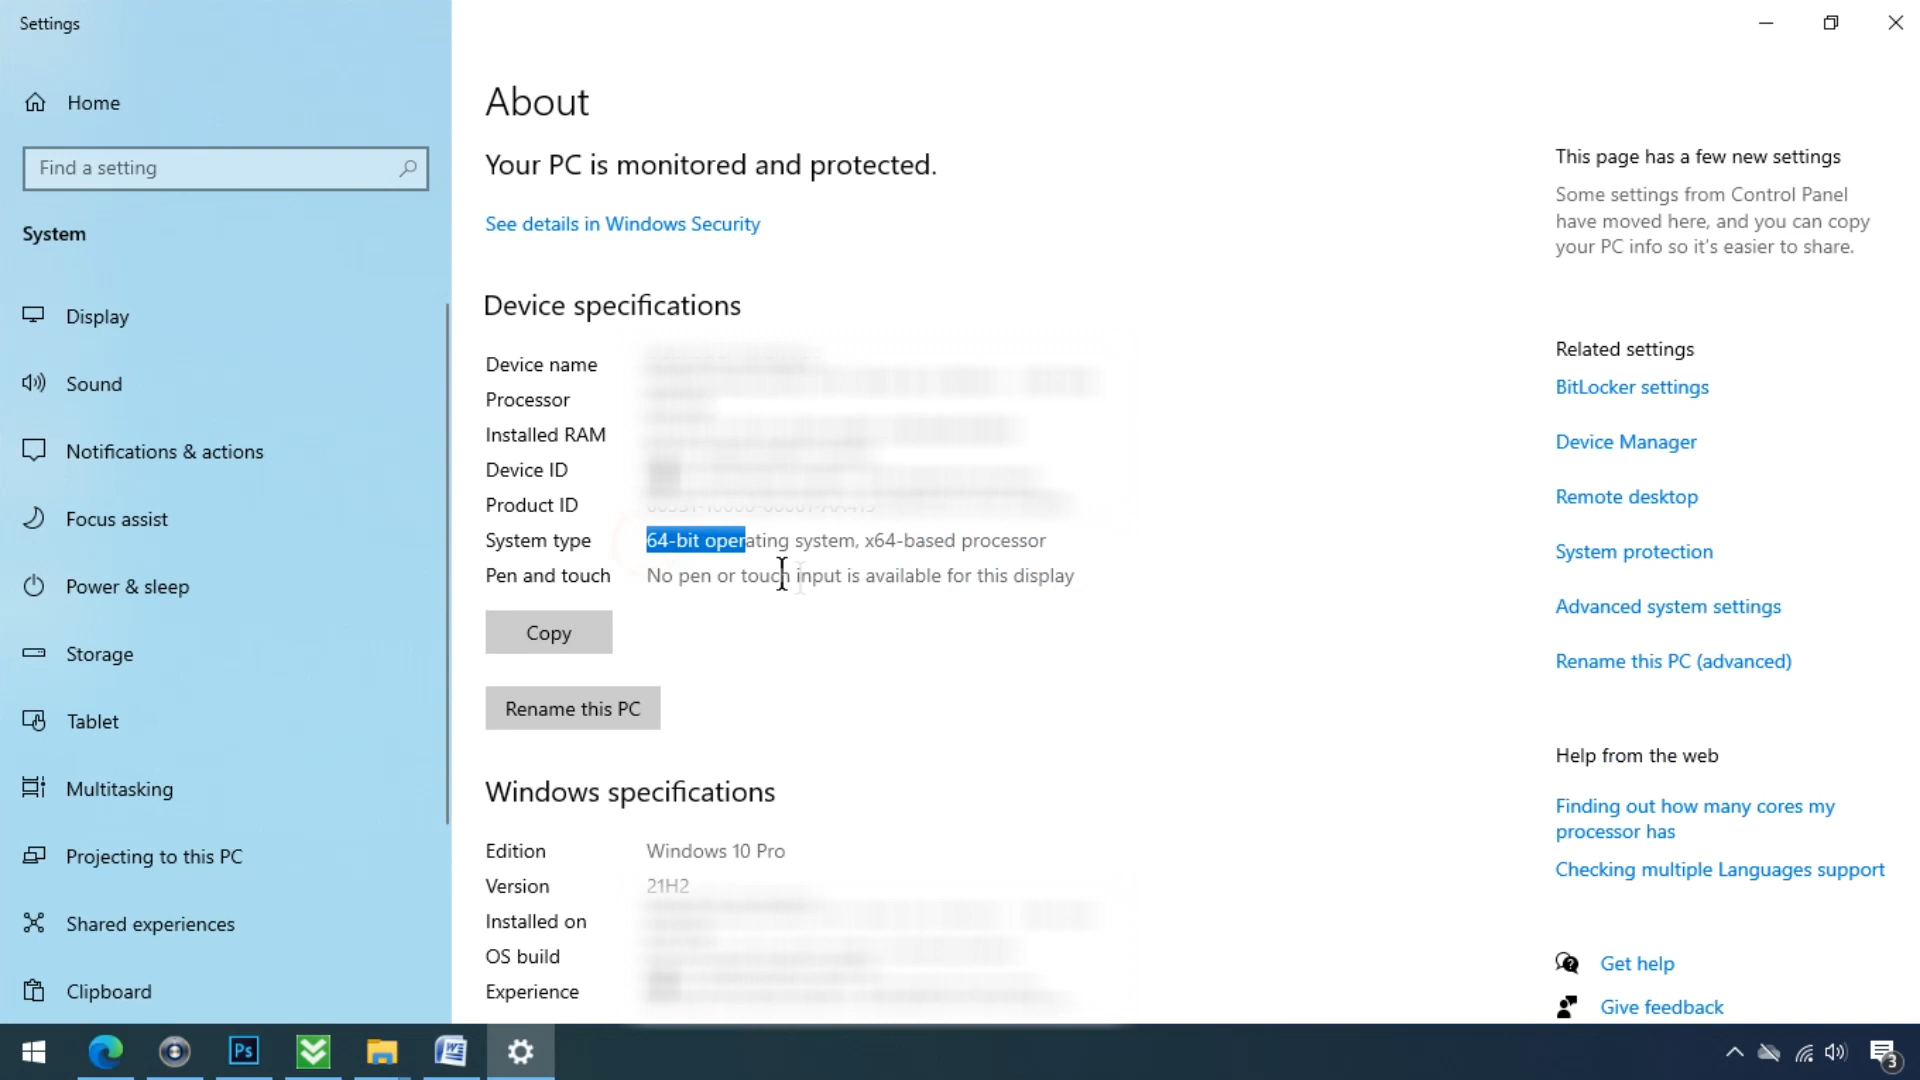 Settings
Home
Find a setting
System
Display
Sound
Notifications & actions
Focus assist
Power & sleep
Storage
Tablet
Multitasking
Projecting to this PC
Shared experiences
Clipboard
About
Your PC is monitored and protected.
See details in Windows Security
Device specifications
Device name
Processor
Installed RAM
Device ID
Product ID
System type 64-bit operating system, x64-based processor
Pen and touch No pen or touch input is available for this display
Copy
Rename this PC
Windows specifications
Edition Windows 10 Pro
Version 21H2
Installed on
OS build
Experience
This page has a few new settings
Some settings from Control Panel
have moved here, and you can copy
your PC info so it's easier to share.
Related settings
BitLocker settings
Device Manager
Remote desktop
System protection
Advanced system settings
Rename this PC (advanced)
Help from the web
Finding out how many cores my
processor has
Checking multiple Languages support
Get help
Give feedback
Ps
W
3